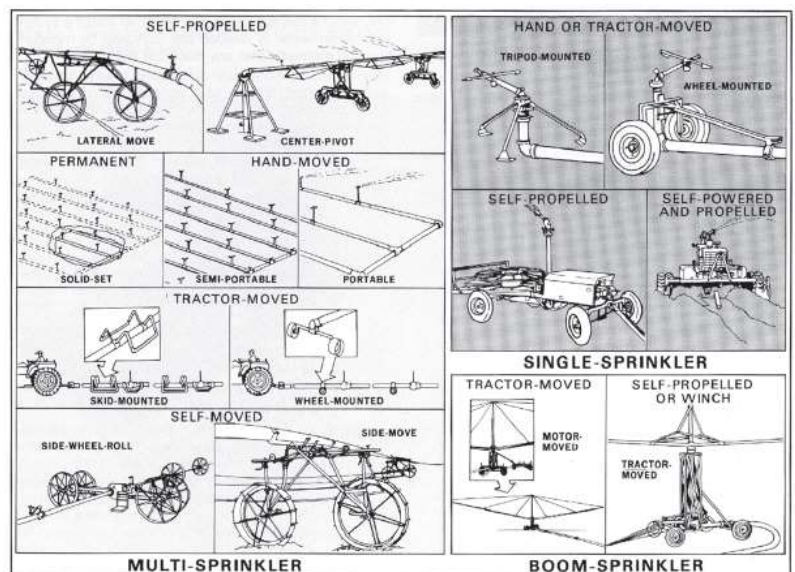 SELF-PROPELLED
LATERAL MOVE
CENTER-PIVOT
PERMANENT
HAND-MOVED
SOLID-SET
SEMI-PORTABLE
PORTABLE
TRACTOR-MOVED
SKID-MOUNTED
WHEEL-MOUNTED
SELF-MOVED
SIDE-WHEEL-ROLL
SIDE-MOVE
MULTI-SPRINKLER
HAND OR TRACTOR-MOVED
TRIPOD-MOUNTED
WHEEL-MOUNTED
SELF-PROPELLED
SELF-POWERED
AND PROPELLED
SINGLE-SPRINKLER
TRACTOR-MOVED
MOTOR-
MOVED
SELF-PROPELLED
OR WINCH
TRACTOR-
MOVED
BOOM-SPRINKLER